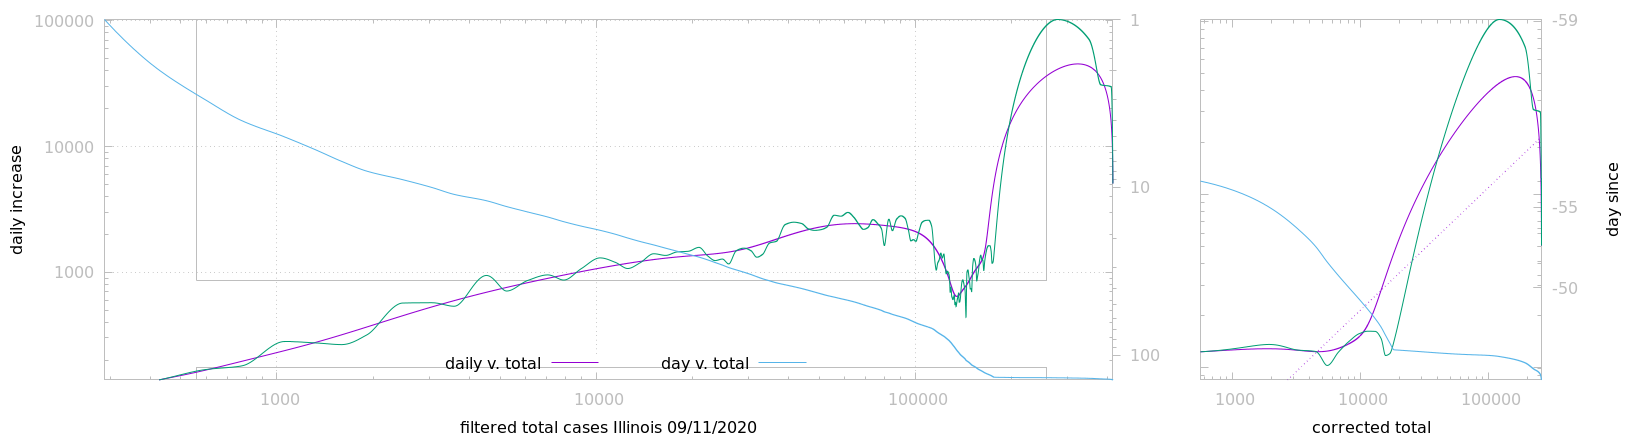 100000
10000
1000
daily increase
1000
10000
100000
filtered total cases Illinois 09/11/2020
daily v. total
day v. total
1
10
100
-59
-55
-50
day since
1000
10000
100000
corrected total